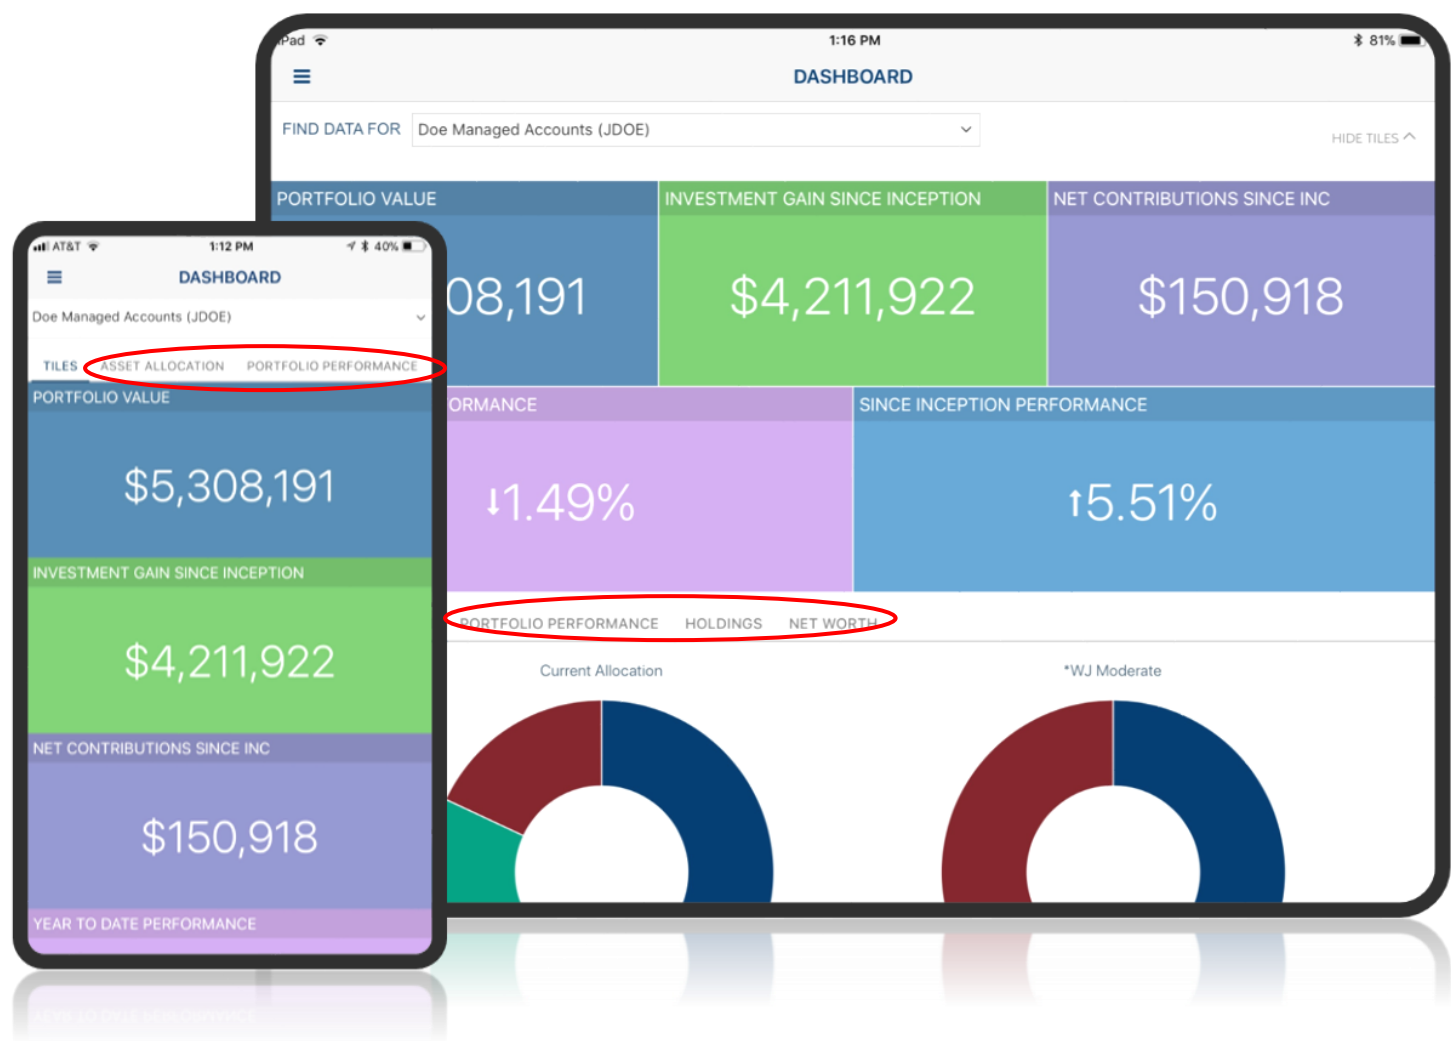 iPad 1:16 PM 81%
DASHBOARD
FIND DATA FOR Doe Managed Accounts (JDOE)
HIDE TILES
PORTFOLIO VALUE
INVESTMENT GAIN SINCE INCEPTION
NET CONTRIBUTIONS SINCE INC
08,191
$4,211,922
$150,918
ORMANCE
SINCE INCEPTION PERFORMANCE
1.49%
5.51%
PORTFOLIO PERFORMANCE HOLDINGS NET WORTH
Current Allocation
*WJ Moderate
AT&T 1:12 PM 40%
DASHBOARD
Doe Managed Accounts (JDOE)
TILES ASSET ALLOCATION PORTFOLIO PERFORMANCE
PORTFOLIO VALUE
$5,308,191
INVESTMENT GAIN SINCE INCEPTION
$4,211,922
NET CONTRIBUTIONS SINCE INC
$150,918
YEAR TO DATE PERFORMANCE